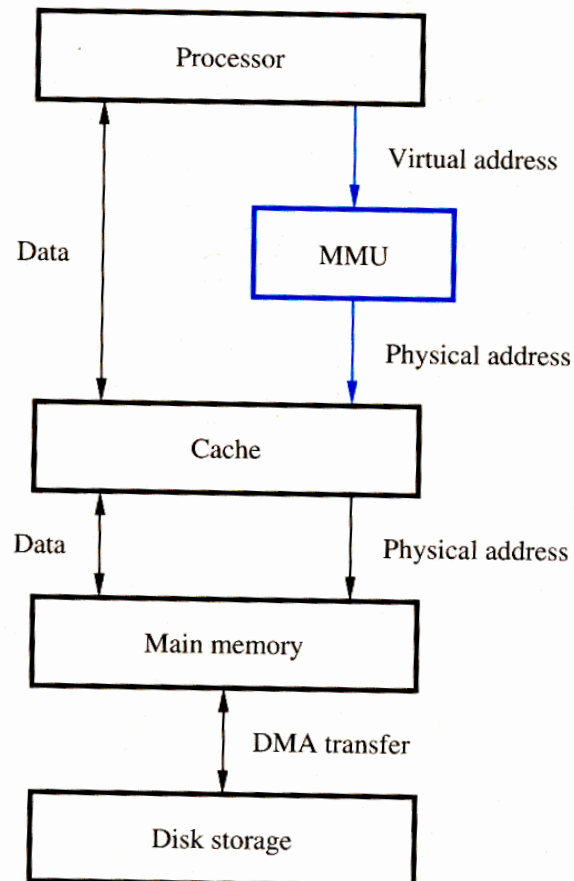 Processor
Virtual address
Data
MMU
Physical address
Cache
Data
Physical address
Main memory
DMA transfer
Disk storage